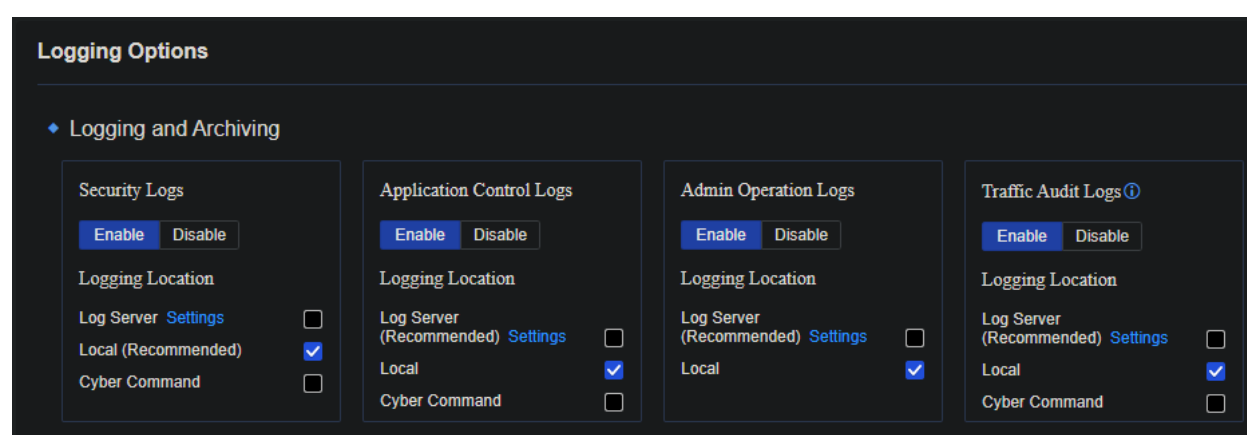 Logging Options
Logging and Archiving
Security Logs
Enable Disable
Logging Location
Log Server Settings
Local (Recommended)
Cyber Command
Application Control Logs
Enable Disable
Logging Location
Log Server
(Recommended) Settings
Local
Cyber Command
Admin Operation Logs
Enable Disable
Logging Location
Log Server
(Recommended) Settings
Local
Traffic Audit Logs
Enable Disable
Logging Location
Log Server
(Recommended) Settings
Local
Cyber Command